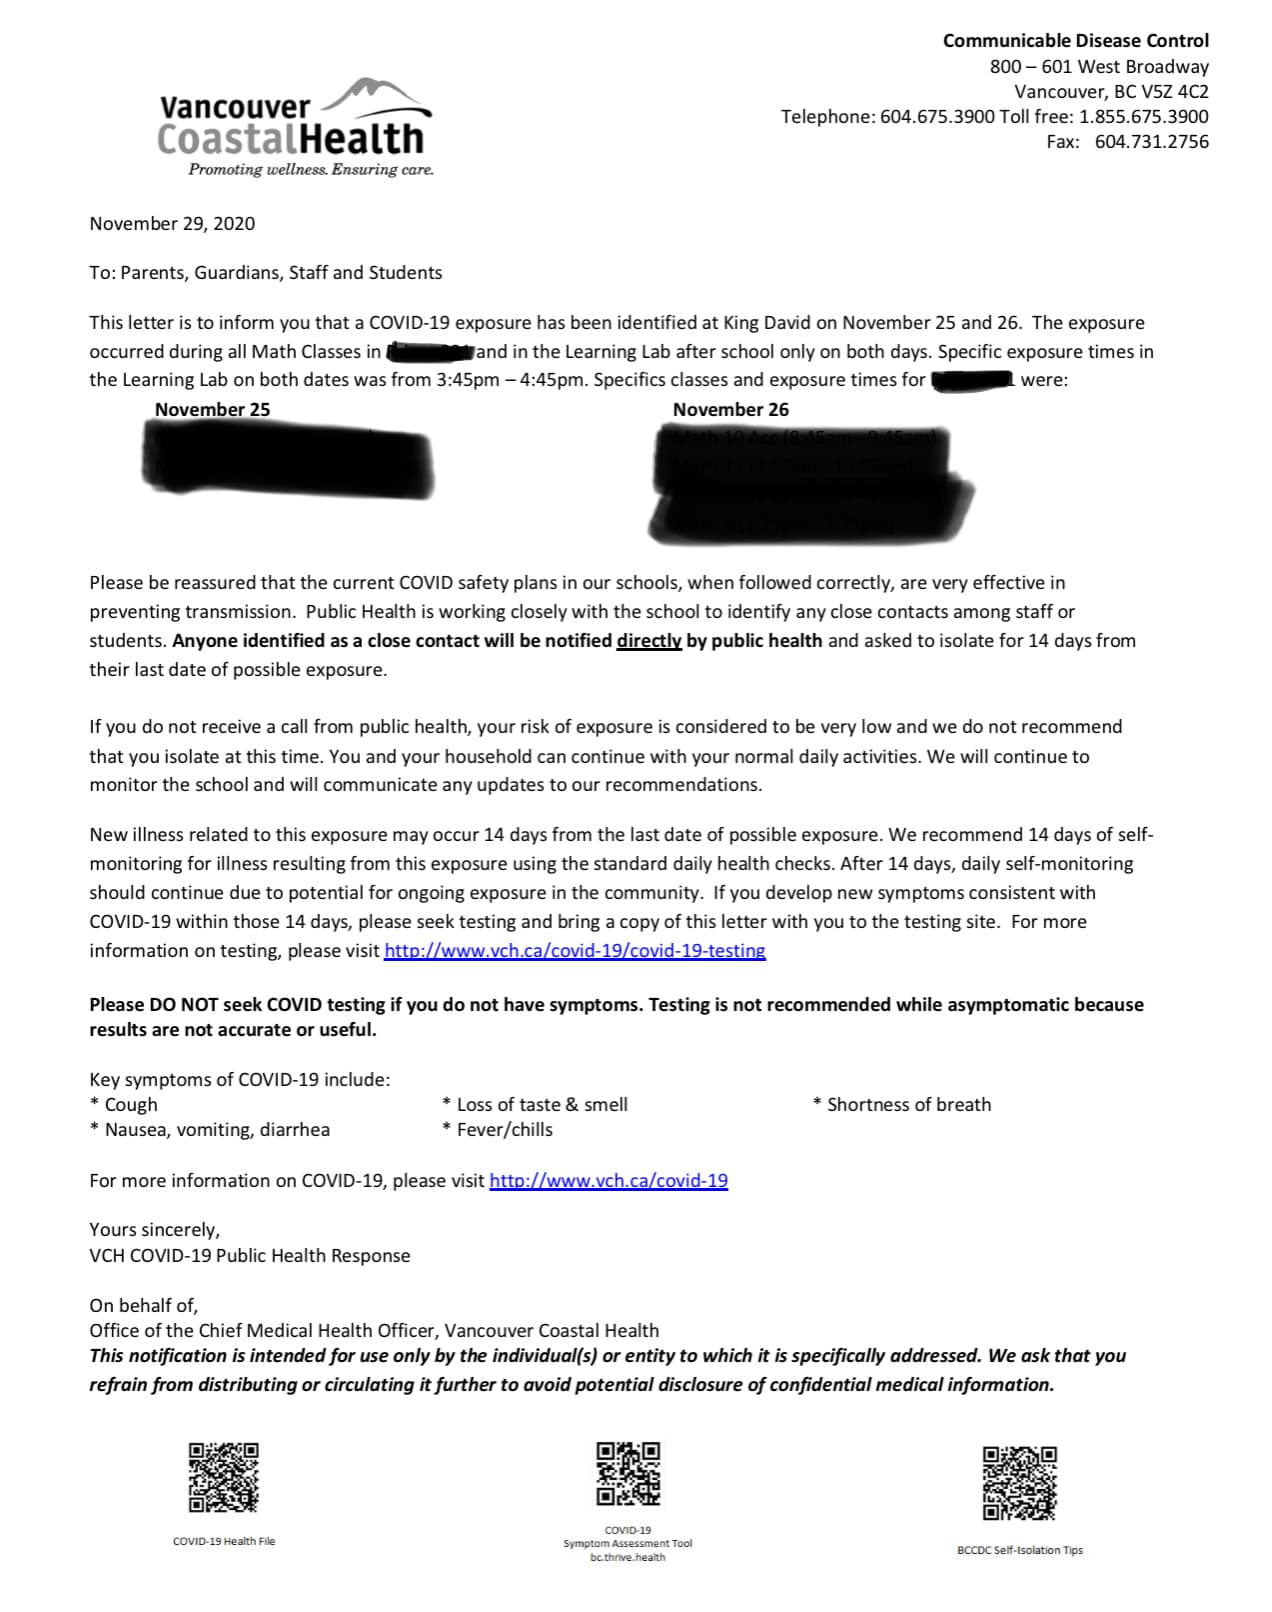 Communicable Disease Control
800 – 601 West Broadway
Vancouver, BC V5Z 4C2
Telephone: 604.675.3900 Toll free: 1.855.675.3900
Fax: 604.731.2756
Vancouver
CoastalHealth
Promoting wellness. Ensuring care.
November 29, 2020
To: Parents, Guardians, Staff and Students
This letter is to inform you that a COVID-19 exposure has been identified at King David on November 25 and 26. The exposure
occurred during all Math Classes in and in the Learning Lab after school only on both days. Specific exposure times in
the Learning Lab on both dates was from 3:45pm – 4:45pm. Specifics classes and exposure times for were:
November 25 November 26
Please be reassured that the current COVID safety plans in our schools, when followed correctly, are very effective in
preventing transmission. Public Health is working closely with the school to identify any close contacts among staff or
students. Anyone identified as a close contact will be notified directly by public health and asked to isolate for 14 days from
their last date of possible exposure.
If you do not receive a call from public health, your risk of exposure is considered to be very low and we do not recommend
that you isolate at this time. You and your household can continue with your normal daily activities. We will continue to
monitor the school and will communicate any updates to our recommendations.
New illness related to this exposure may occur 14 days from the last date of possible exposure. We recommend 14 days of self-
monitoring for illness resulting from this exposure using the standard daily health checks. After 14 days, daily self-monitoring
should continue due to potential for ongoing exposure in the community. If you develop new symptoms consistent with
COVID-19 within those 14 days, please seek testing and bring a copy of this letter with you to the testing site. For more
information on testing, please visit http://www.vch.ca/covid-19/covid-19-testing
Please DO NOT seek COVID testing if you do not have symptoms. Testing is not recommended while asymptomatic because
results are not accurate or useful.
Key symptoms of COVID-19 include:
* Cough * Loss of taste & smell * Shortness of breath
* Nausea, vomiting, diarrhea * Fever/chills
For more information on COVID-19, please visit http://www.vch.ca/covid-19
Yours sincerely,
VCH COVID-19 Public Health Response
On behalf of,
Office of the Chief Medical Health Officer, Vancouver Coastal Health
This notification is intended for use only by the individual(s) or entity to which it is specifically addressed. We ask that you
refrain from distributing or circulating it further to avoid potential disclosure of confidential medical information.
COVID-19 Health File
COVID-19
Symptom Assessment Tool
bc.thrive.health
BCCDC Self-Isolation Tips